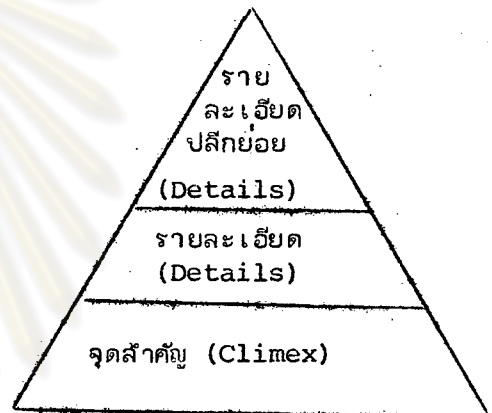 ราย
ละเอียด
ปลีกย่อย
(Details)
รายละเอียด
(Details)
จุดสำคัญ (Climex)